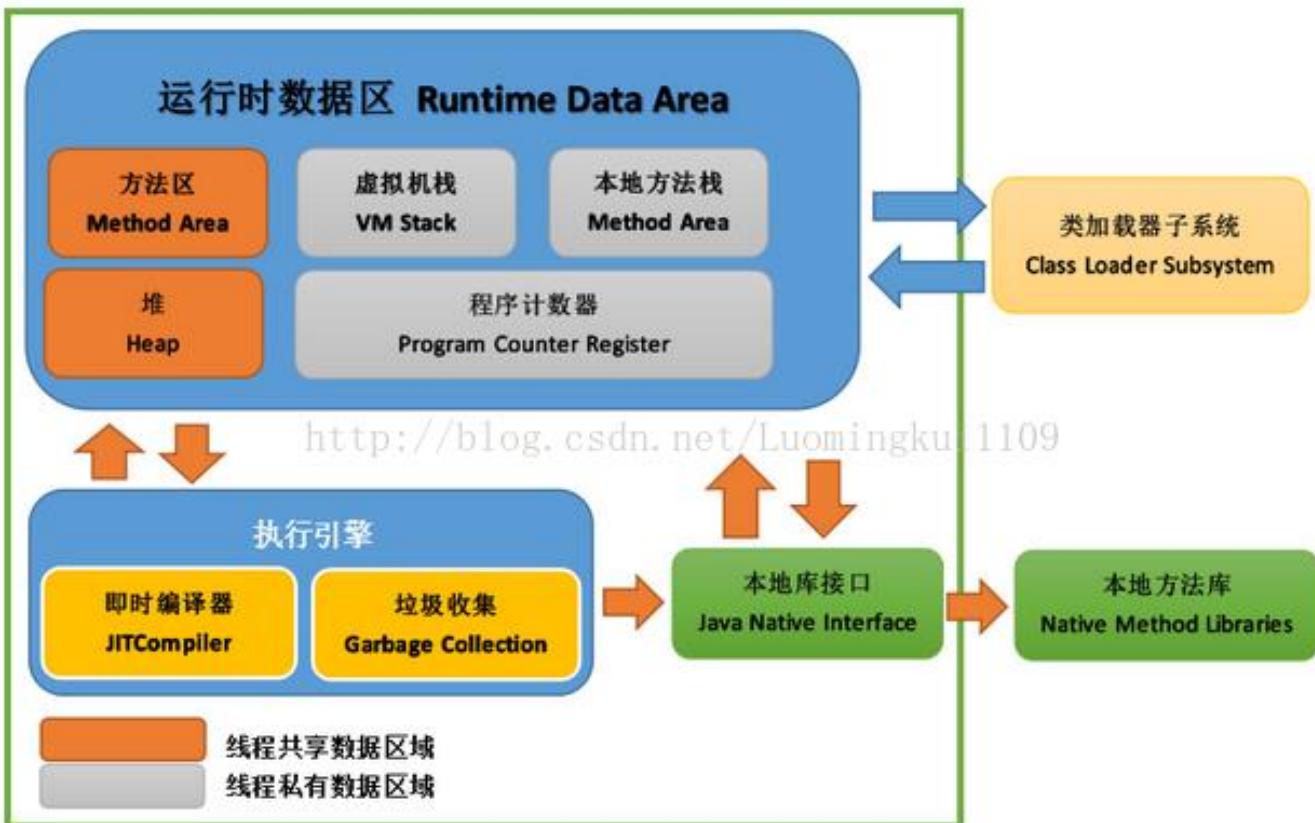 运行时数据区 Runtime Data Area
方法区
Method Area
虚拟机栈
VM Stack
本地方法栈
Method Area
堆
Heap
程序计数器
Program Counter Register
类加载器子系统
Class Loader Subsystem
http://blog.csdn.net/Luomingkui1109
执行引擎
即时编译器
JITCompiler
垃圾收集
Garbage Collection
本地库接口
Java Native Interface
本地方法库
Native Method Libraries
线程共享数据区域
线程私有数据区域